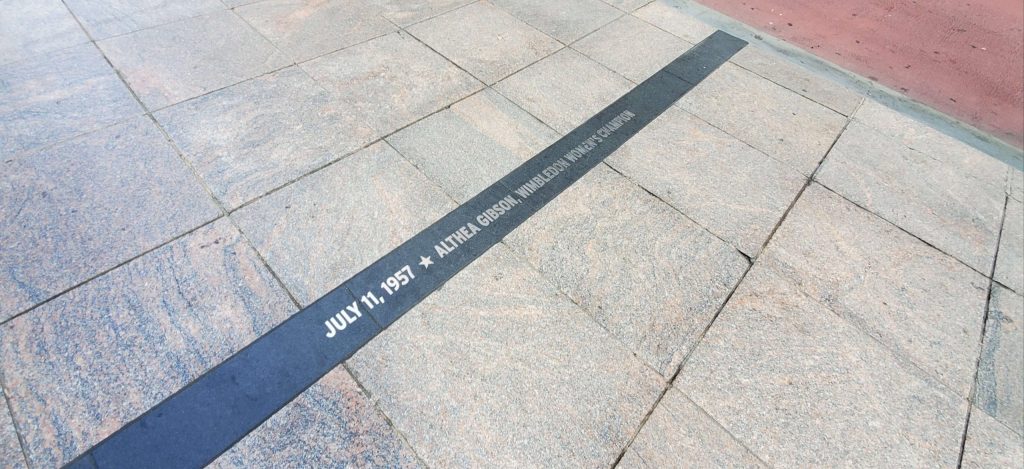 JULY 11, 1957 ★ ALTHEA GIBSON, WIMBLEDON WOMEN'S CHAMPION